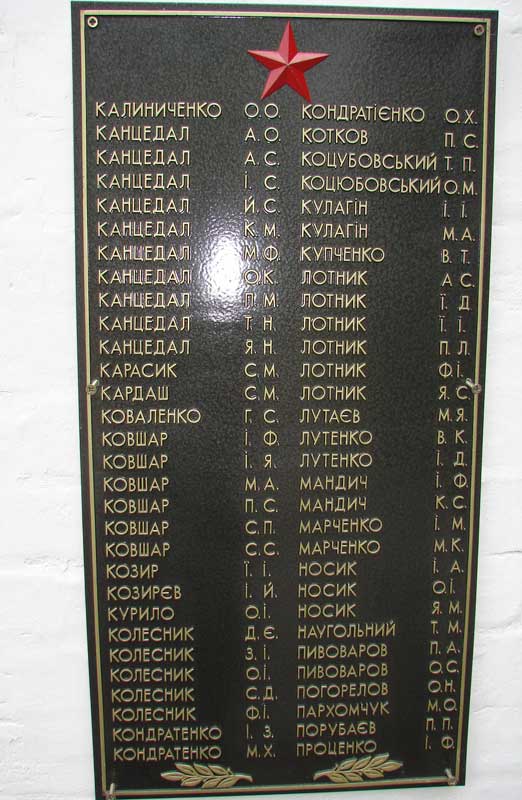 КАЛИНИЧЕНКО О.О.
КАНЦЕДАЛ А.О.
КАНЦЕДАЛ А.С.
КАНЦЕДАЛ І.С.
КАНЦЕДАЛ Й.С.
КАНЦЕДАЛ К.М.
КАНЦЕДАЛ М.Ф.
КАНЦЕДАЛ О.К.
КАНЦЕДАЛ П.М.
КАНЦЕДАЛ Т.Н.
КАНЦЕДАЛ Я.Н.
КАРАСИК С.М.
КАРДАШ С.М.
КОВАЛЕНКО Г.С.
КОВШАР І.Ф.
КОВШАР І.Я.
КОВШАР М.А.
КОВШАР П.С.
КОВШАР С.П.
КОВШАР С.С.
КОЗИР Ї.І.
КОЗИРЄВ І.Й.
КУРИЛО О.І.
КОЛЕСНИК Д.Є.
КОЛЕСНИК З.І.
КОЛЕСНИК О.І.
КОЛЕСНИК С.Д.
КОЛЕСНИК Ф.І.
КОНДРАТЕНКО І.З.
КОНДРАТЕНКО М.Х.
КОНДРАТІЄНКО О.Х.
КОТКОВ П.С.
КОЦУБОВСЬКИЙ Т.П.
КОЦЮБОВСЬКИЙ О.М.
КУЛАГІН І.І.
КУЛАГІН М.А.
КУПЧЕНКО В.Т.
ЛОТНИК А.С.
ЛОТНИК Ї.Д
ЛОТНИК Ї.І.
ЛОТНИК П.Л.
ЛОТНИК Ф.І.
ЛОТНИК Я.С
ЛУТАЄВ М.Я.
ЛУТЕНКО В.К.
ЛУТЕНКО І.Д.
МАНДИЧ І.Ф.
МАНДИЧ К.С.
МАРЧЕНКО І.М.
МАРЧЕНКО М.К.
НОСИК І.А.
НОСИК О.І.
НОСИК Я.М.
НАУГОЛЬНИЙ Т.М.
ПИВОВАРОВ П.А.
ПИВОВАРОВ О.С.
ПОГОРЕЛОВ О.Н.
ПАРХОМЧУК М.О.
ПОРУБАЄВ П.П.
ПРОЦЕНКО І.Ф.